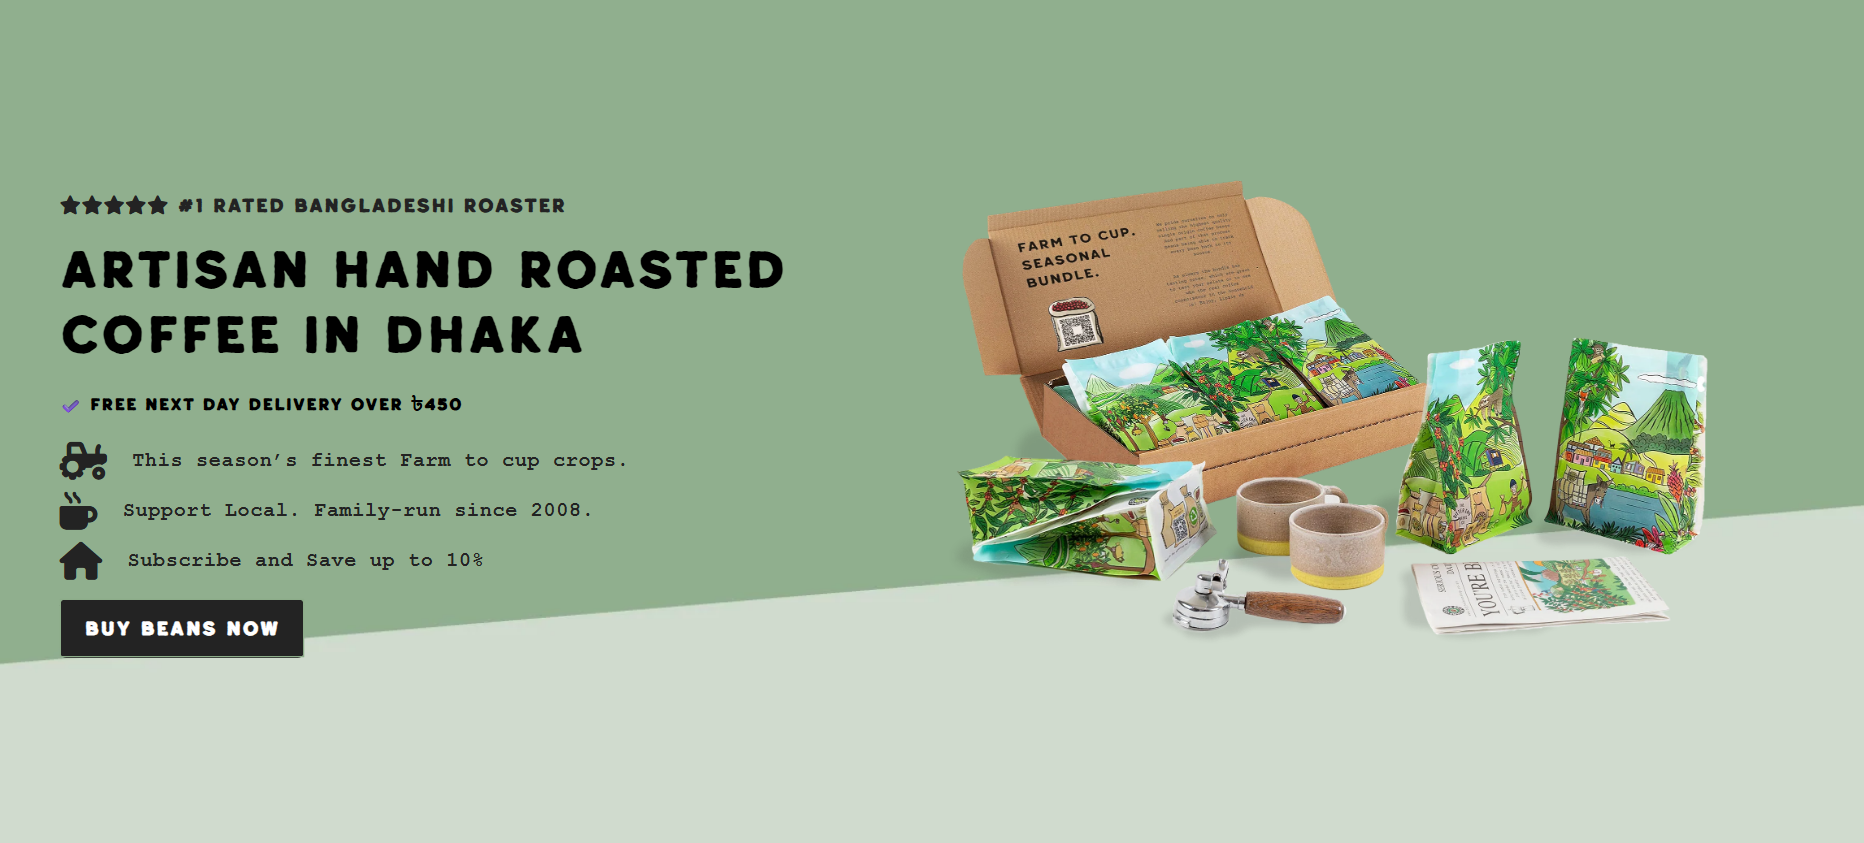 #1 RATED BANGLADESHI ROASTER
ARTISAN HAND ROASTED
COFFEE IN DHAKA
FREE NEXT DAY DELIVERY OVER ৳450
This season’s finest Farm to cup crops.
Support Local. Family-run since 2008.
Subscribe and Save up to 10%
BUY BEANS NOW
FARM TO CUP.
SEASONAL
BUNDLE.
YOU'RE B